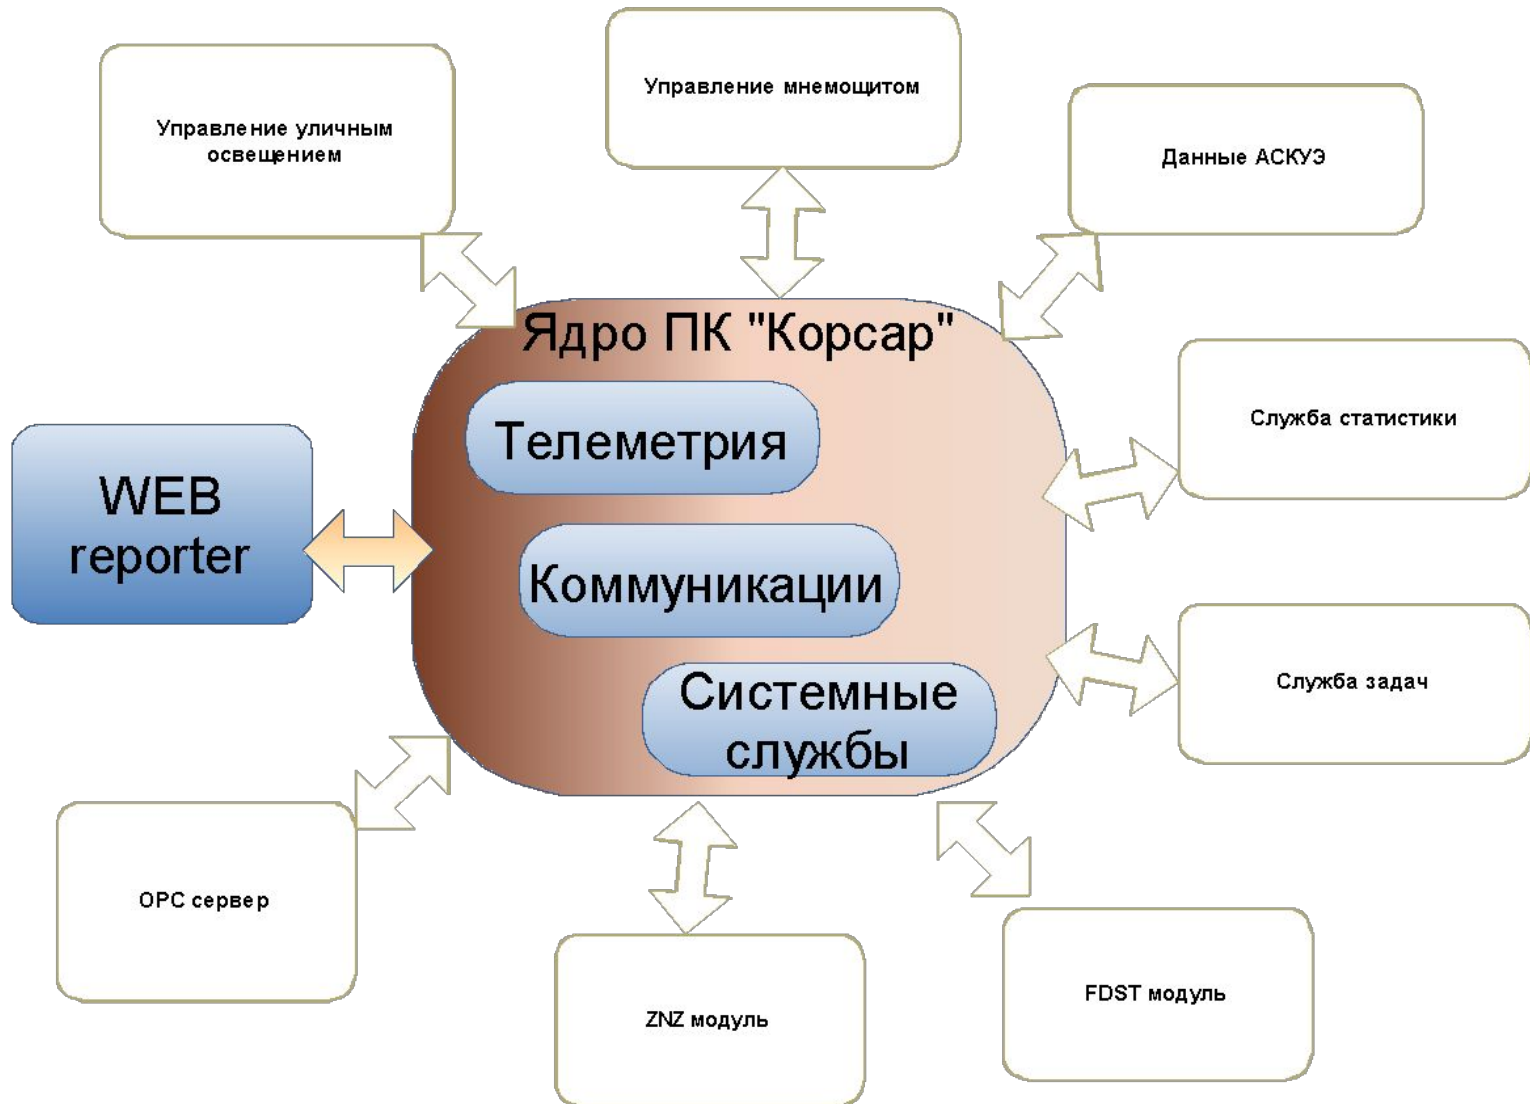 Управление мнемощитом
Управление уличным
освещением
Данные АСКУЭ
Ядро ПК "Корсар"
Телеметрия
Служба статистики
WEB
reporter
Коммуникации
Системные
службы
Служба задач
OPC сервер
ZNZ модуль
FDST модуль